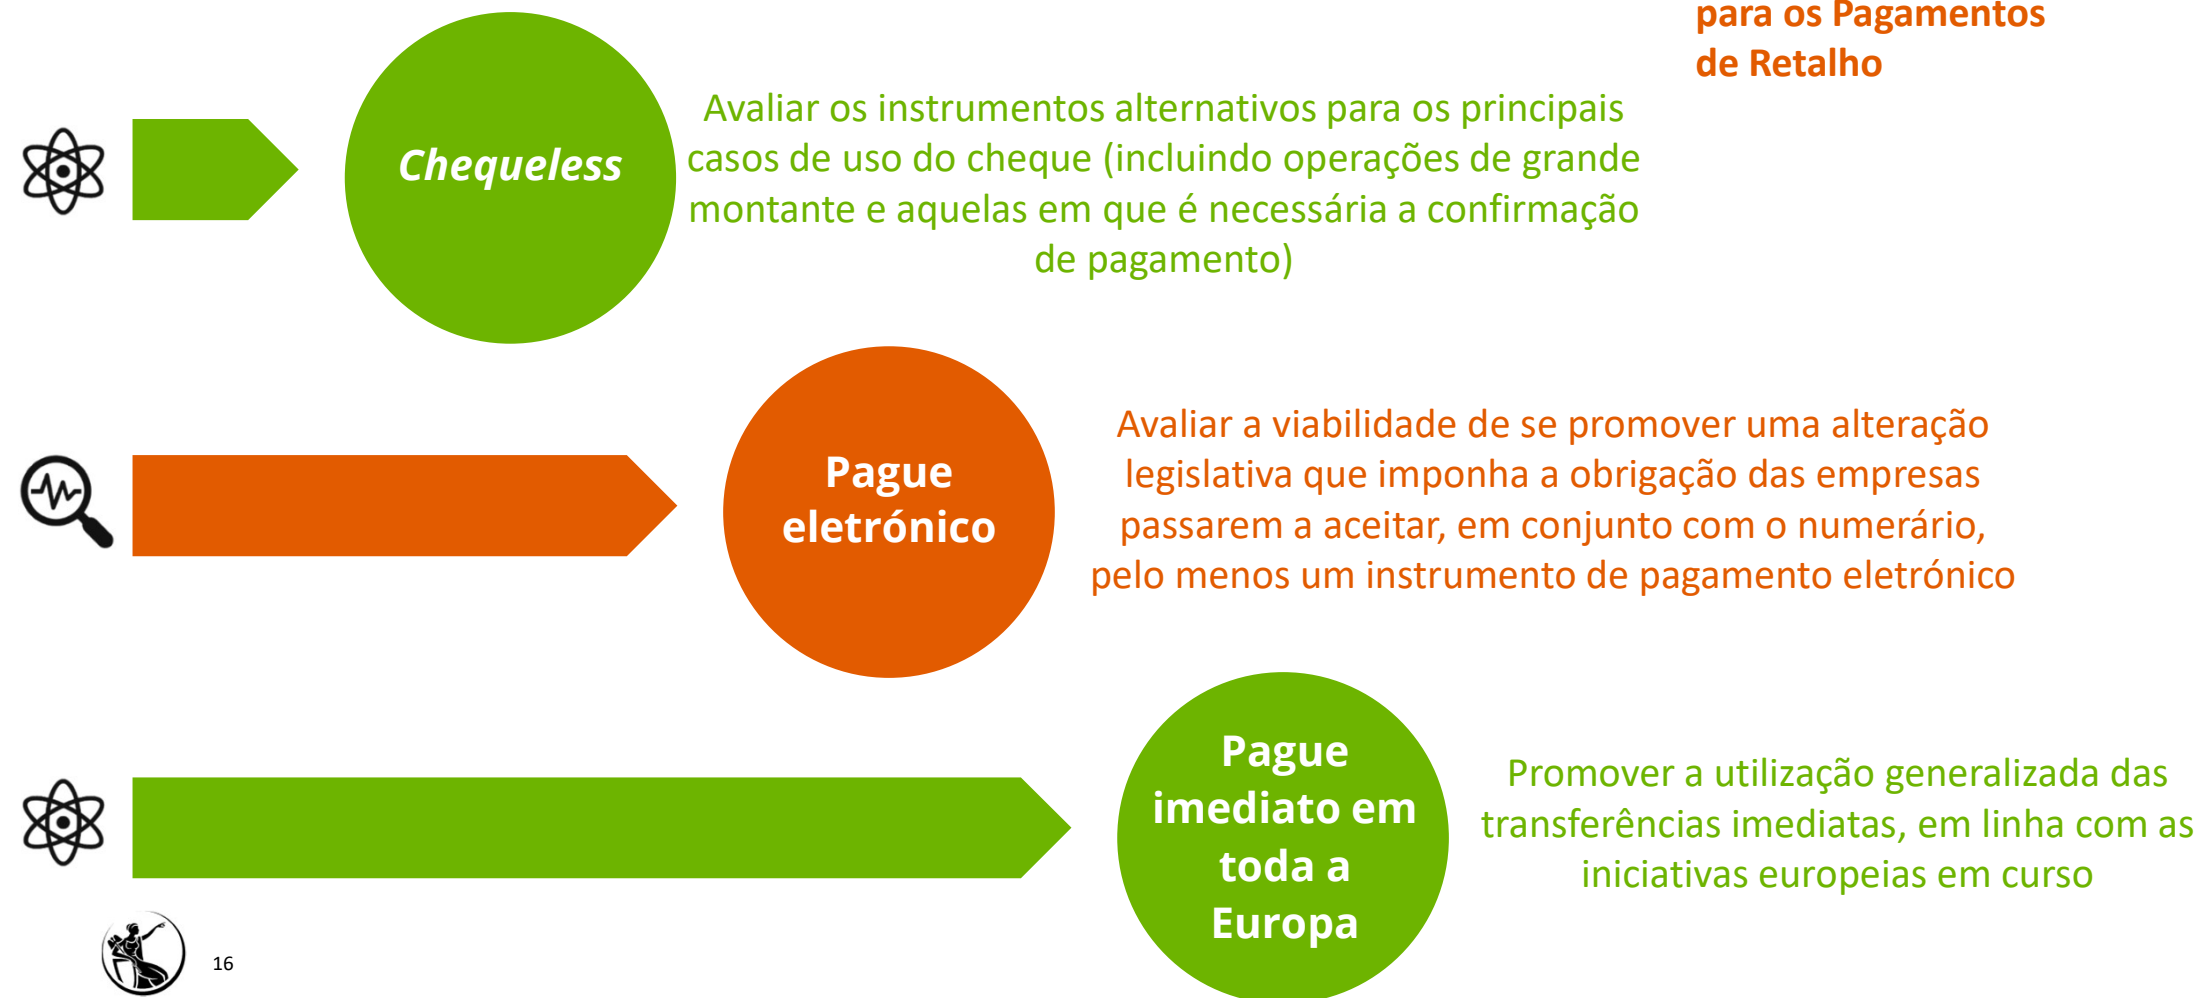 para os Pagamentos
de Retalho
Chequeless
Avaliar os instrumentos alternativos para os principais
casos de uso do cheque (incluindo operações de grande
montante e aquelas em que é necessária a confirmação
de pagamento)
Pague
eletrónico
Avaliar a viabilidade de se promover uma alteração
legislativa que imponha a obrigação das empresas
passarem a aceitar, em conjunto com o numerário,
pelo menos um instrumento de pagamento eletrónico
Pague
imediato em
toda a
Europa
Promover a utilização generalizada das
transferências imediatas, em linha com as
iniciativas europeias em curso
16